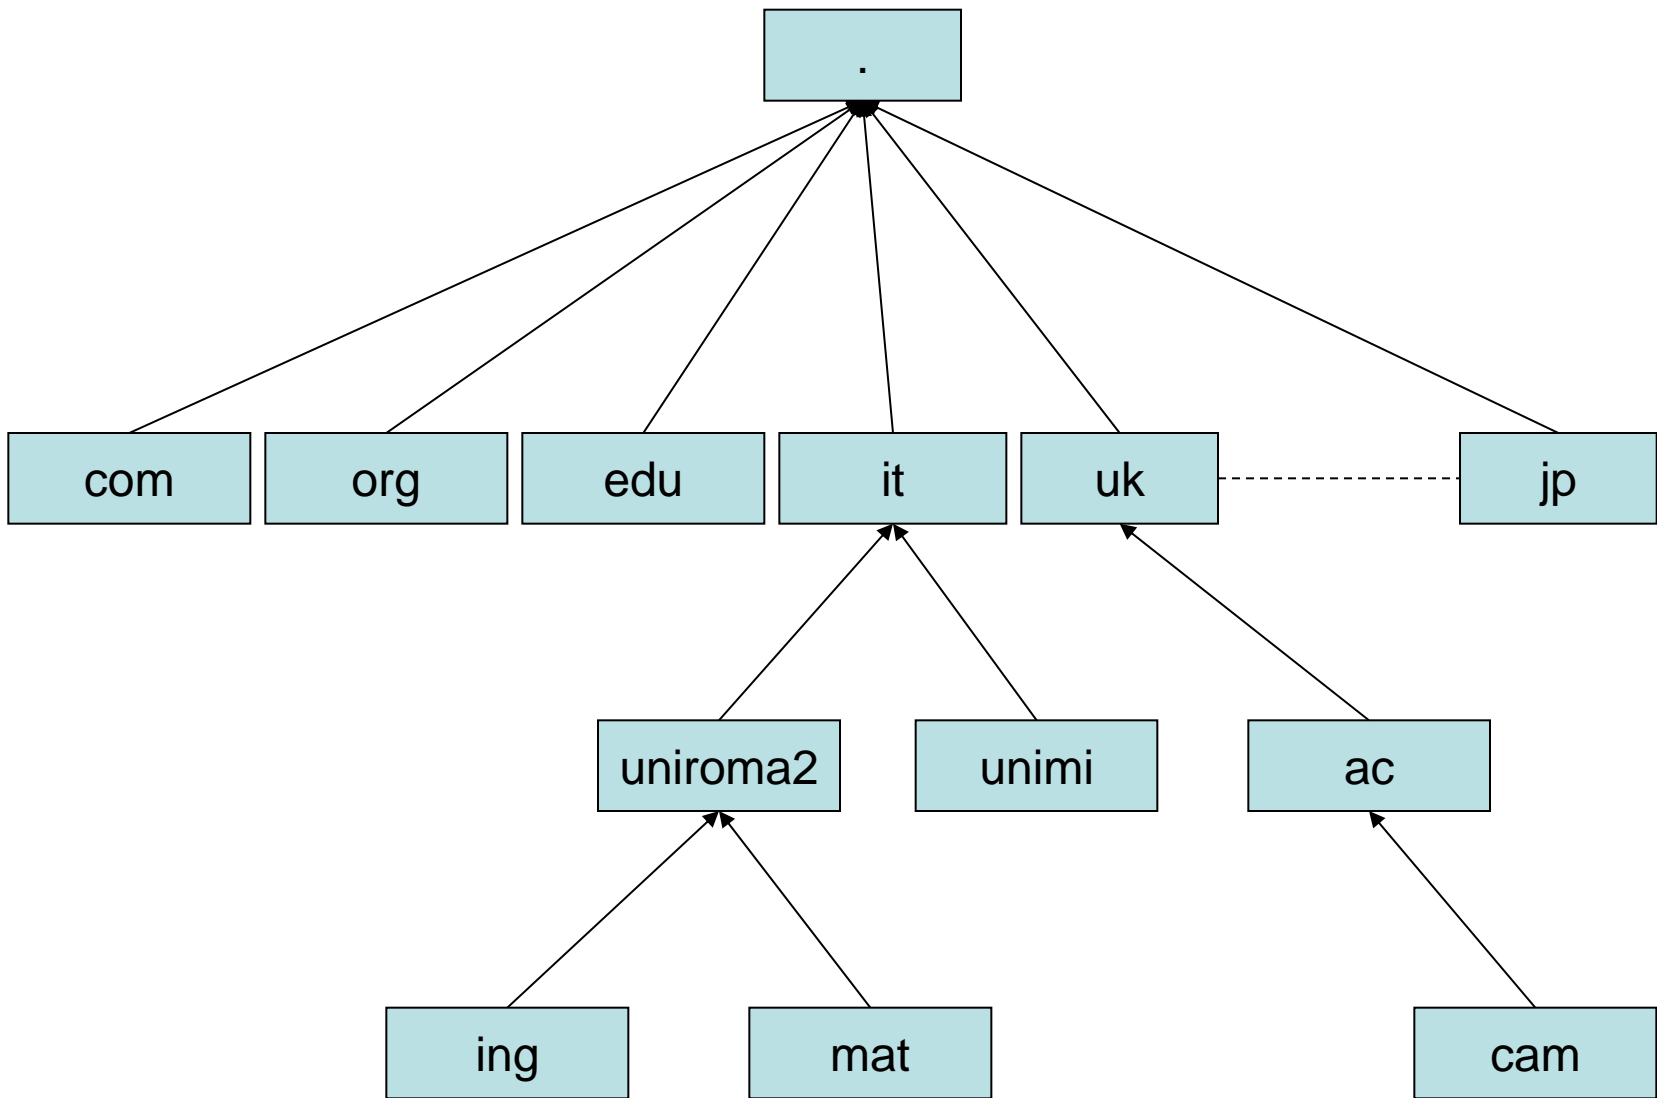 .
com
org
edu
it
uk
jp
uniroma2
unimi
ac
ing
mat
cam